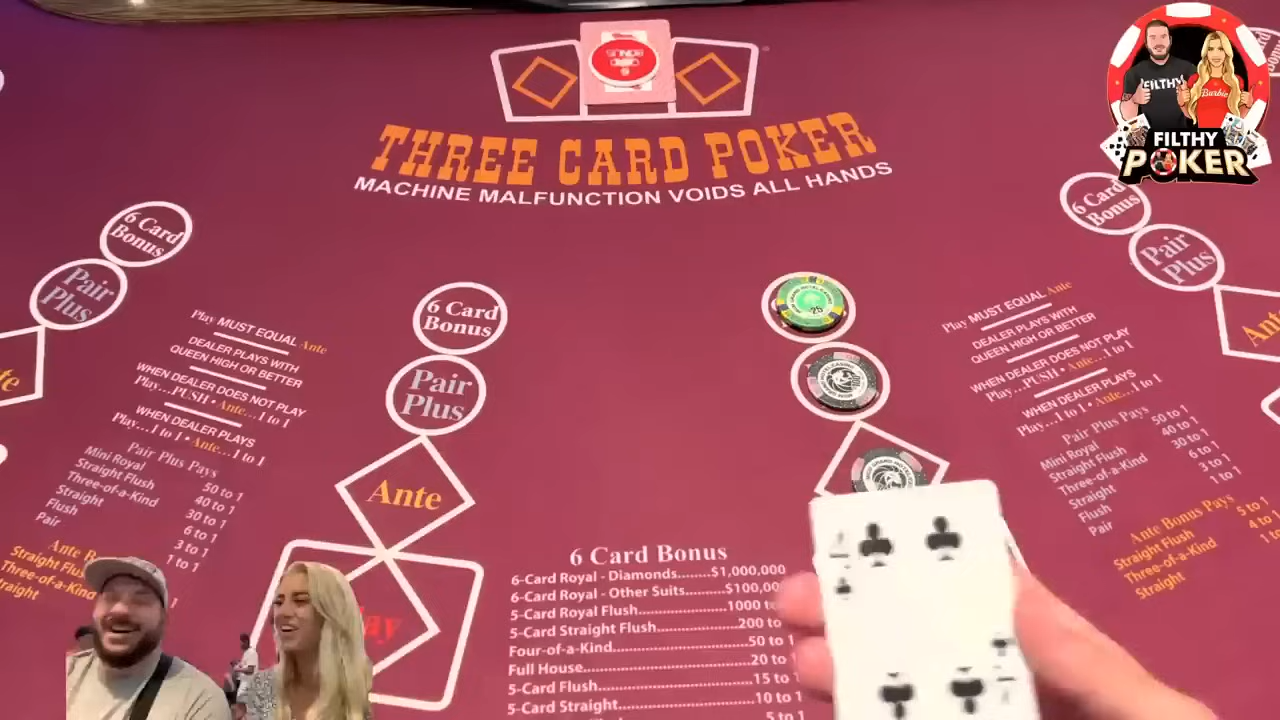 THREE CARD POKER
MACHINE MALFUNCTION VOIDS ALL HANDS
FILTHY
Burbie
FILTHY
POKER
6 Card
Bonus
Pair
Plus
Play MUST EQUAL Ante
DEALER PLAYS WITH
QUEEN HIGH OR BETTER
WHEN DEALER DOES NOT PLAY
Play...PUSH • Ante...1 to 1
WHEN DEALER PLAYS
Play...1 to 1 • Ante...1 to 1
Pair Plus Pays
Mini Royal 50 to 1
Straight Flush 40 to 1
Three-of-a-Kind 30 to 1
Straight 6 to 1
Flush 3 to 1
Pair 1 to 1
Straight Flush
Three-of-a-Kind
6 Card
Bonus
Pair
Plus
Ante
6 Card Bonus
6-Card Royal - Diamonds........$1,000,000
6-Card Royal - Other Suits......$100,00
5-Card Royal Flush................1000 to
5-Card Straight Flush..............200 to
Four-of-a-Kind.......................50 to 1
Full House............................20 to 1
5-Card Flush.........................15 to 1
5-Card Straight.....................10 to 1
5 to 1
25
6 Card
Bonus
Pair
Plus
Play MUST EQUAL Ante
DEALER PLAYS WITH
QUEEN HIGH OR BETTER
WHEN DEALER DOES NOT PLAY
Play...PUSH • Ante...1 to 1
WHEN DEALER PLAYS
Play...1 to 1 • Ante...1 to 1
Pair Plus Pays
Mini Royal 50 to 1
Straight Flush 40 to 1
Three-of-a-Kind 30 to 1
Straight 6 to 1
Flush 3 to 1
Pair 1 to 1
Ante Bonus Pays
Straight Flush 5 to 1
Three-of-a-Kind
Straight